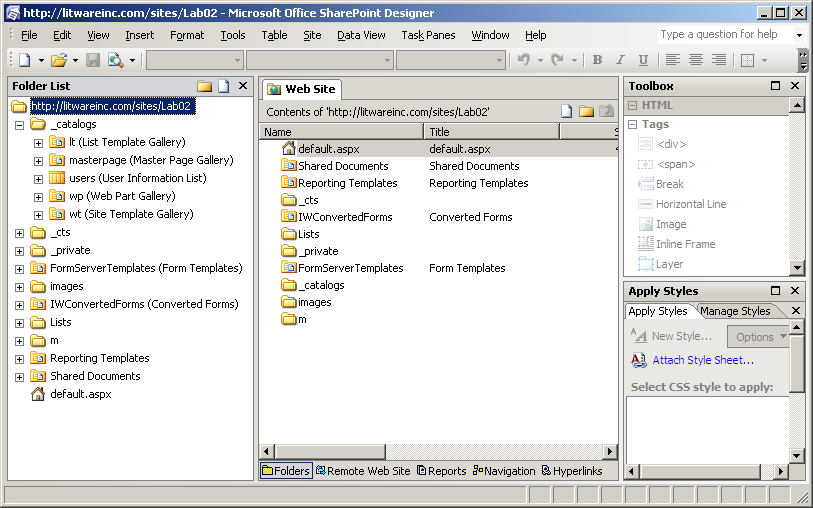 http://litwareinc.com/sites/Lab02 - Microsoft Office SharePoint Designer
File Edit View Insert Format Tools Table Site Data View Task Panes Window Help
Type a question for help
B I U
Folder List
http://litwareinc.com/sites/Lab02
_catalogs
lt (List Template Gallery)
masterpage (Master Page Gallery)
users (User Information List)
wp (Web Part Gallery)
wt (Site Template Gallery)
_cts
_private
FormServerTemplates (Form Templates)
images
IWConvertedForms (Converted Forms)
Lists
m
Reporting Templates
Shared Documents
default.aspx
Web Site
Contents of 'http://litwareinc.com/sites/Lab02'
Name Title S
default.aspx default.aspx
Shared Documents Shared Documents
Reporting Templates Reporting Templates
_cts
IWConvertedForms Converted Forms
Lists
_private
FormServerTemplates Form Templates
_catalogs
images
m
Folders Remote Web Site Reports Navigation Hyperlinks
Toolbox
HTML
Tags
<div>
<span>
Break
Horizontal Line
Image
Inline Frame
Layer
Apply Styles
Apply Styles Manage Styles
New Style...
Options
Attach Style Sheet...
Select CSS style to apply: